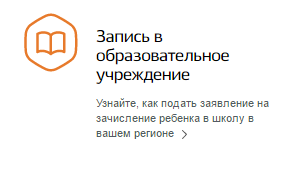 Запись в
образовательное
учреждение
Узнайте, как подать заявление на
зачисление ребенка в школу в
вашем регионе